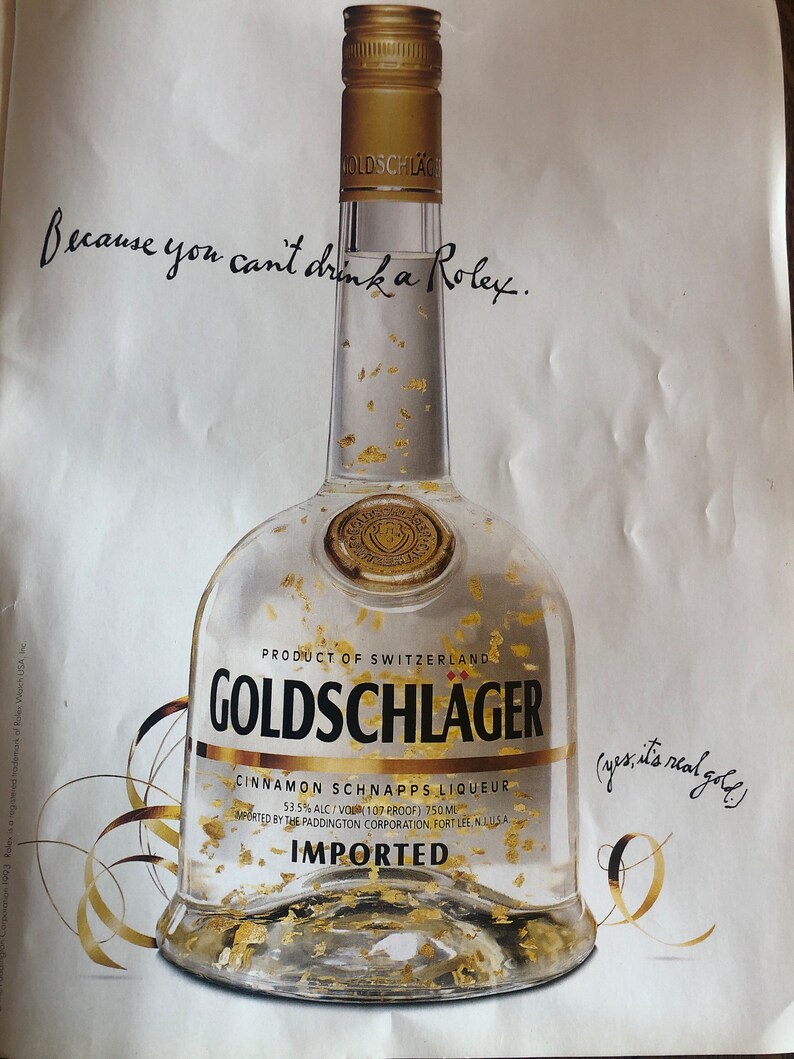 GOLDSCHLÄGER
Because you can't drink a Rolex.
PRODUCT OF SWITZERLAND
GOLDSCHLÄGER
CINNAMON SCHNAPPS LIQUEUR
53.5% ALC / VOL (107 PROOF) 750 ML
IMPORTED BY THE PADDINGTON CORPORATION, FORT LEE, N.J., U.S.A.
IMPORTED
(yes, it's real gold.)
Paddington Corporation 1993 Rolex is a registered trademark of Rolex Watch USA, Inc.